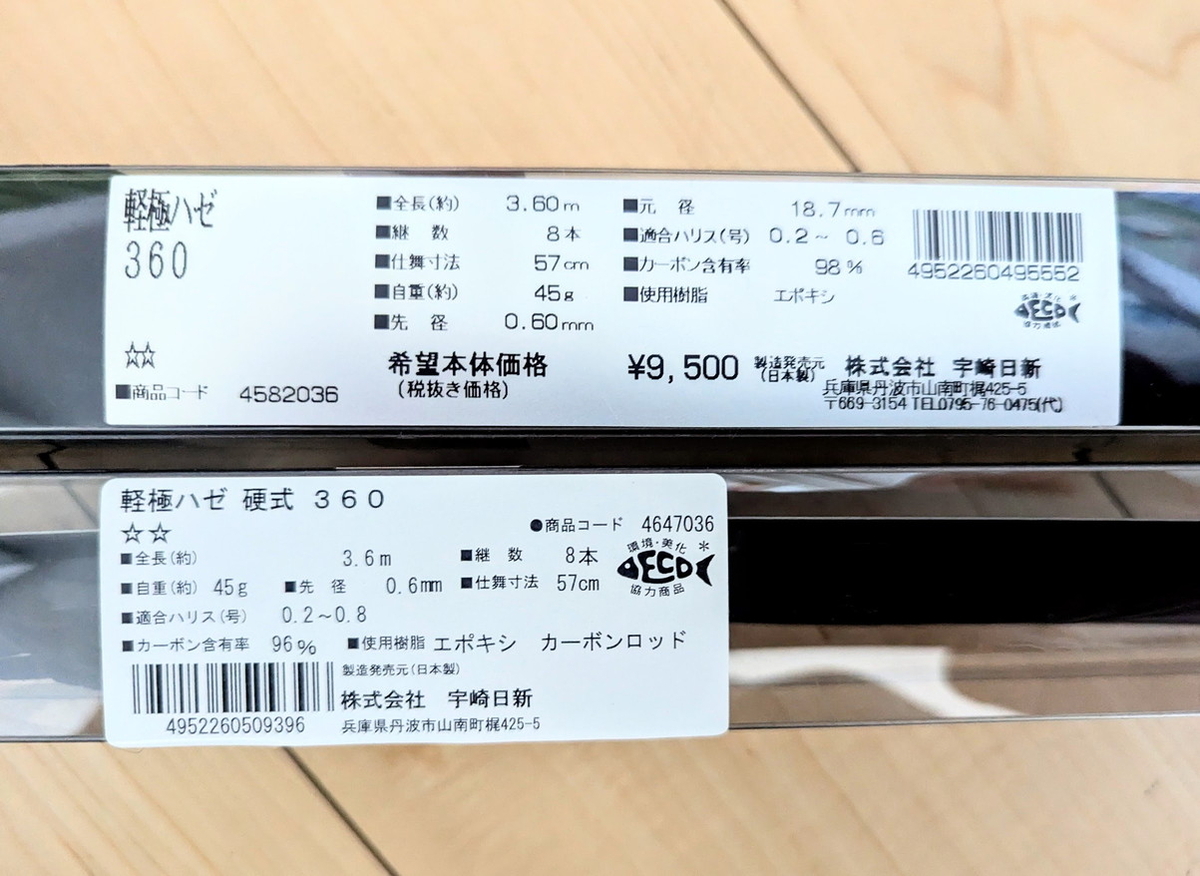 軽極ハゼ
360
☆☆
■商品コード 4582036
■全長(約) 3.60m
■継 数 8本
■仕舞寸法 57cm
■自重(約) 45g
■先 径 0.60mm
■元 径 18.7mm
■適合ハリス(号) 0.2~ 0.6
■カーボン含有率 98%
■使用樹脂 エポキシ
4952260495552
環境・美化
ECO
協力商品
希望本体価格
(税抜き価格)
¥9,500
製造発売元
(日本製)
株式会社 宇崎日新
兵庫県丹波市山南町梶425-5
〒669-3154 TEL0795-76-0475(代)
軽極ハゼ 硬式 360
☆☆
●商品コード 4647036
■全長(約) 3.6m ■継 数 8本
■自重(約) 45g ■先 径 0.6mm ■仕舞寸法 57cm
■適合ハリス(号) 0.2~0.8
■カーボン含有率 96% ■使用樹脂 エポキシ カーボンロッド
環境・美化
ECO
協力商品
製造発売元(日本製)
株式会社 宇崎日新
兵庫県丹波市山南町梶425-5
4952260509396